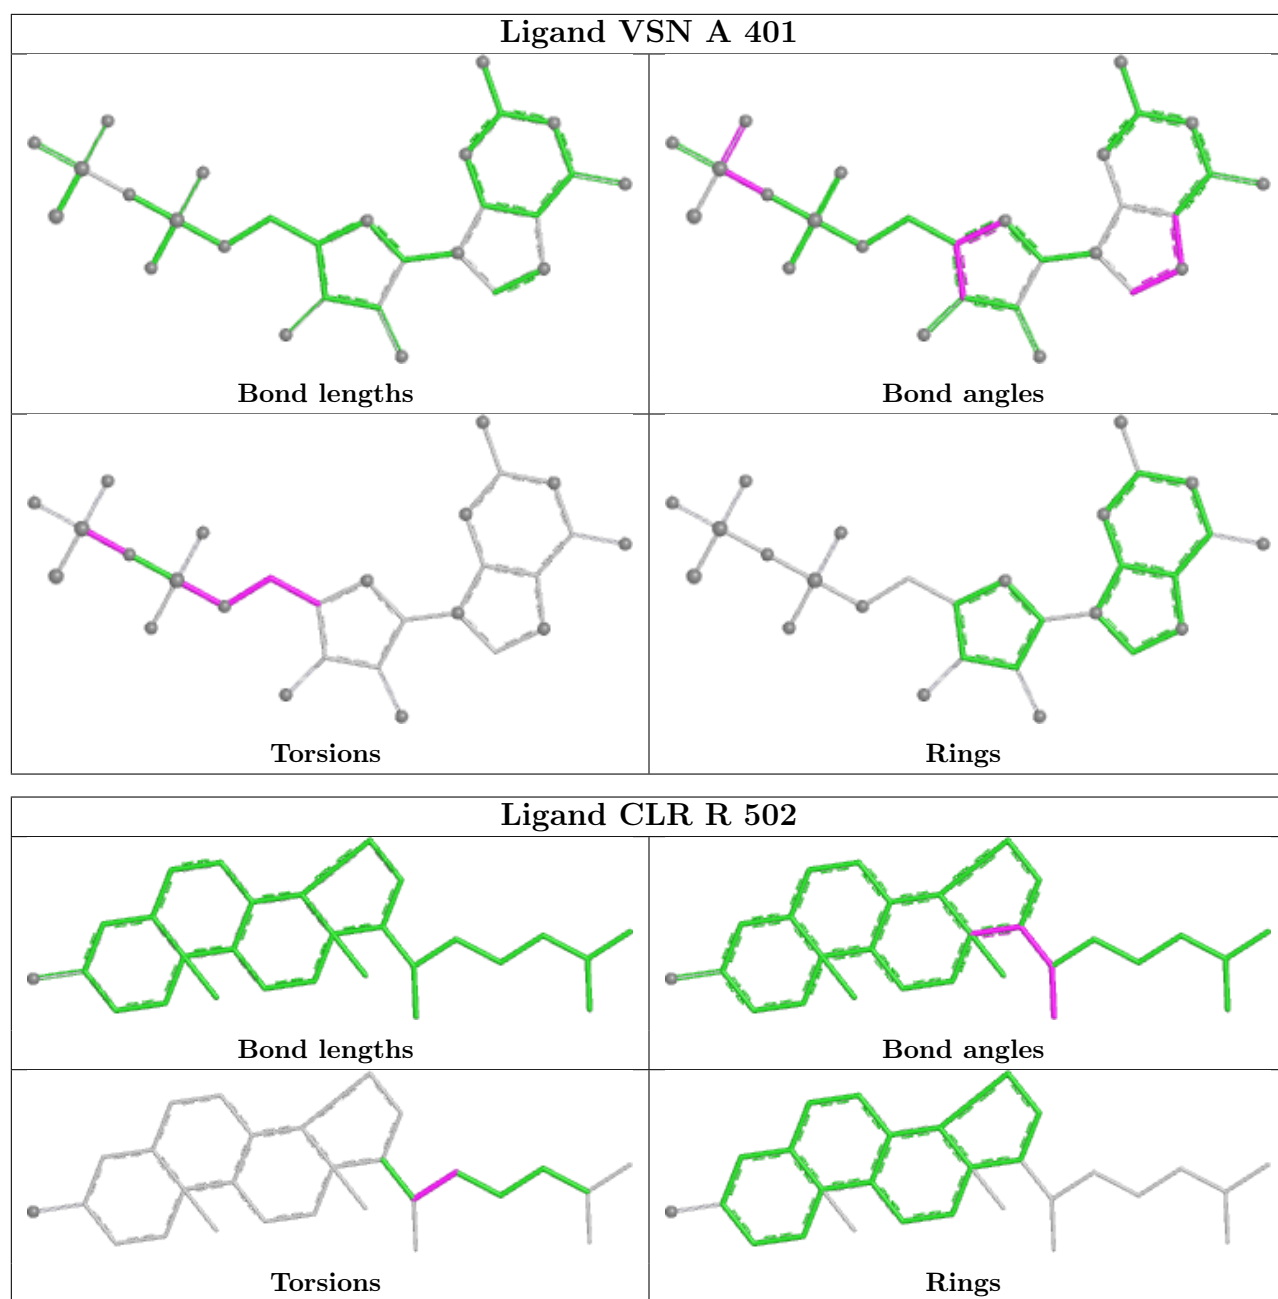 Ligand VSN A 401
Bond lengths
Bond angles
Torsions
Rings
Ligand CLR R 502
Bond lengths
Bond angles
Torsions
Rings